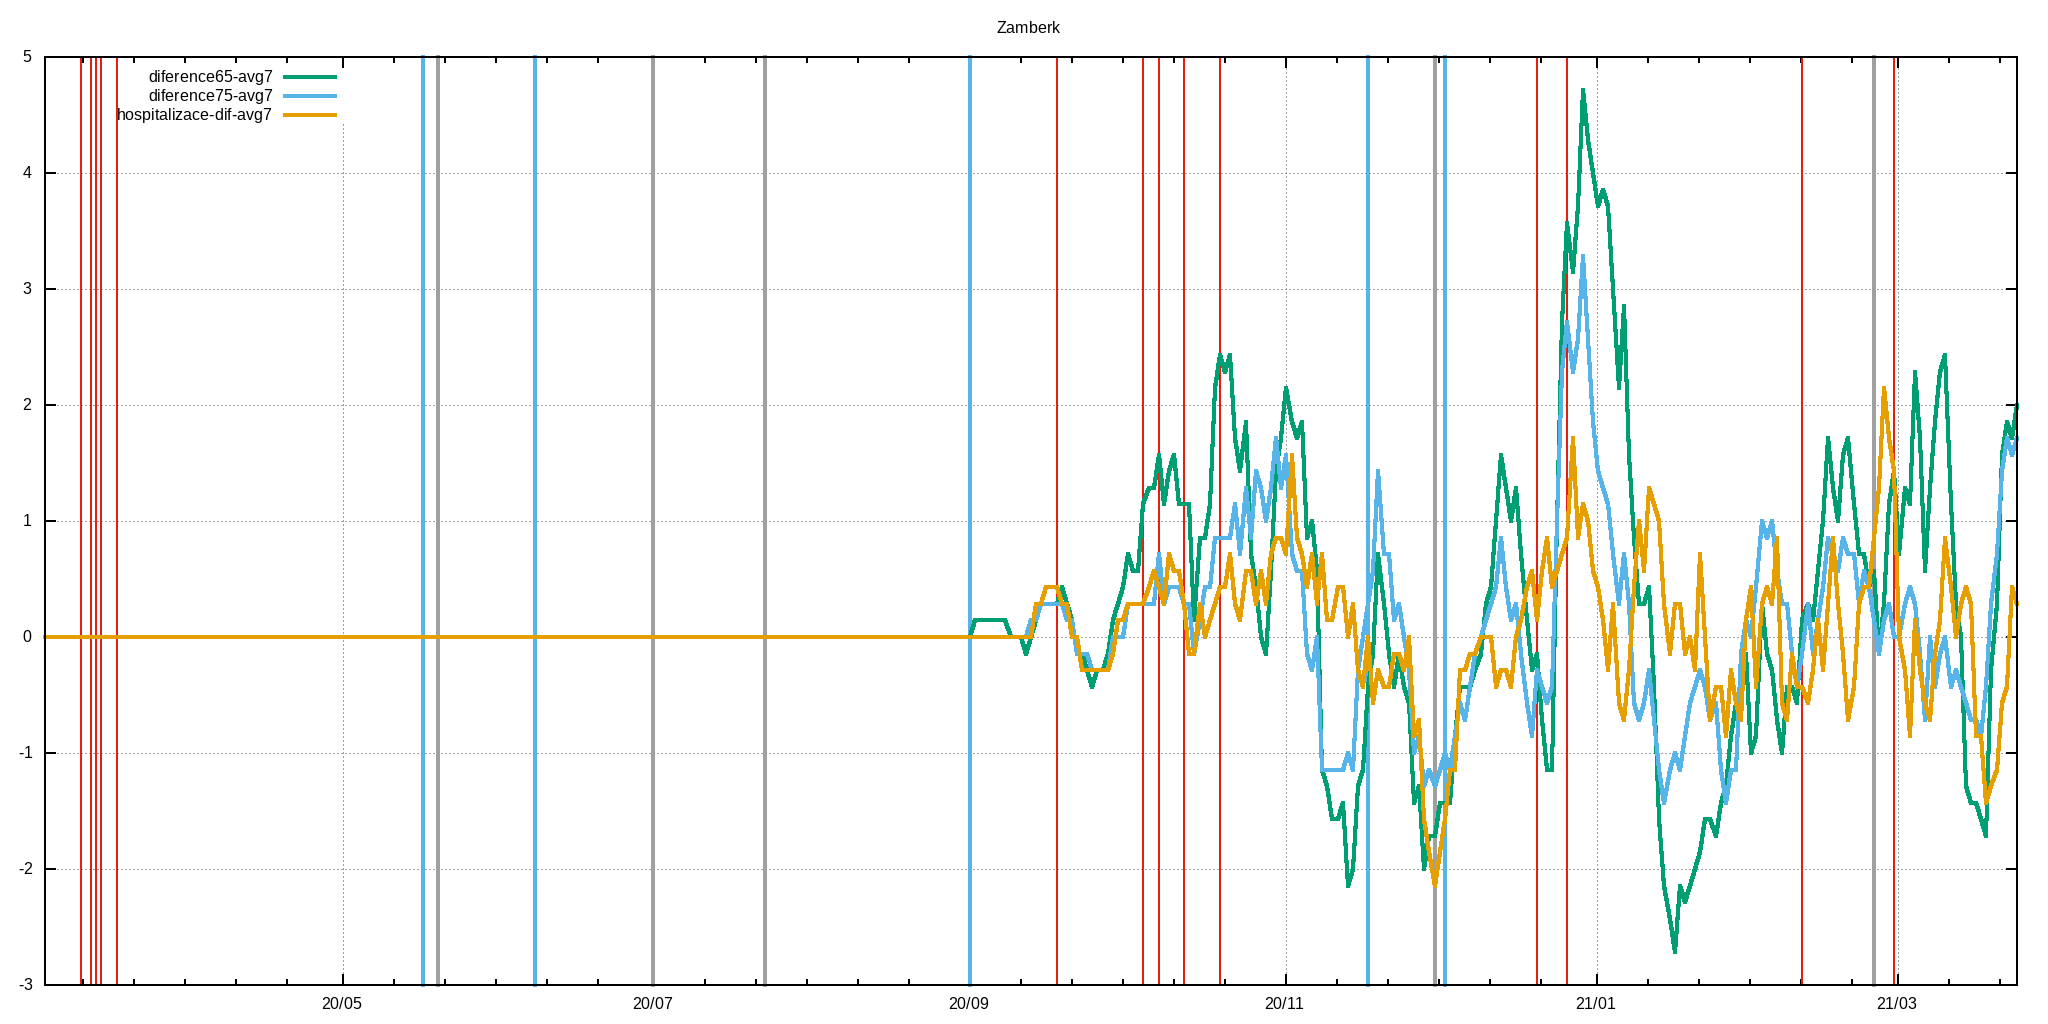 Zamberk
5
diference65-avg7
diference75-avg7
hospitalizace-dif-avg7
4
3
2
1
0
-1
-2
-3
20/05 20/07 20/09 20/11 21/01 21/03